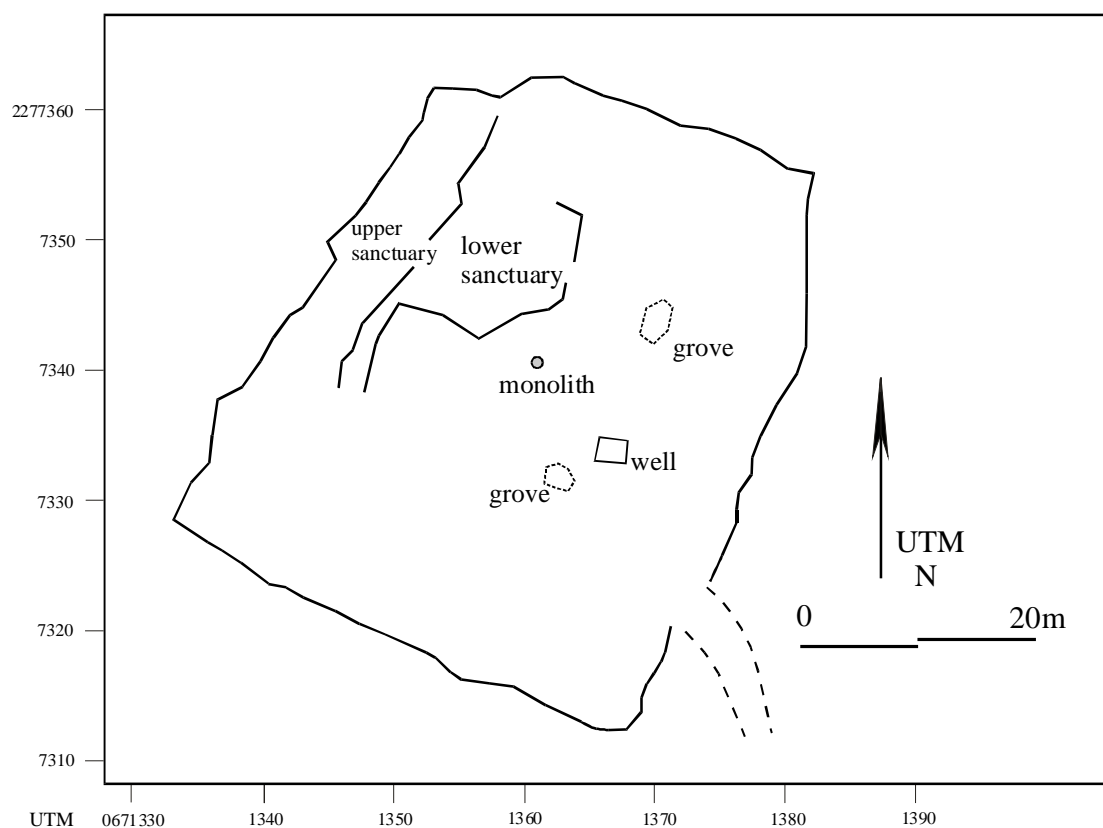 2277360
7350
7340
7330
7320
7310
upper
sanctuary
lower
sanctuary
grove
monolith
well
grove
UTM
N
0 20m
UTM 0671330 1340 1350 1360 1370 1380 1390